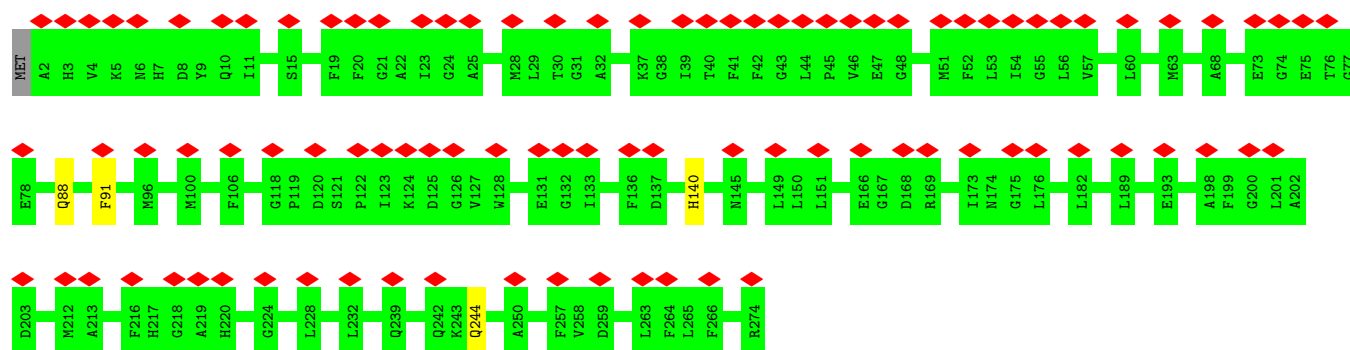 MET A2 H3 V4 K5 N6 H7 D8 Y9 Q10 I11 S15 F19 F20 G21 A22 I23 G24 A25 M28 L29 T30 G31 A32 K37 G38 I39 T40 F41 F42 G43 L44 P45 V46 E47 G48 M51 F52 L53 I54 G55 L56 V57 L60 M63 A68 E73 G74 E75 T76 G77
E78 Q88 F91 M96 M100 F106 G118 P119 D120 S121 P122 I123 K124 D125 G126 V127 W128 E131 G132 I133 F136 D137 H140 N145 L149 L150 L151 E166 G167 D168 R169 I173 N174 G175 L176 L182 L189 E193 A198 F199 G200 L201 A202
D203 M212 A213 F216 H217 G218 A219 H220 G224 L228 L232 Q239 Q242 K243 Q244 A250 F257 V258 D259 L263 F264 L265 F266 R274